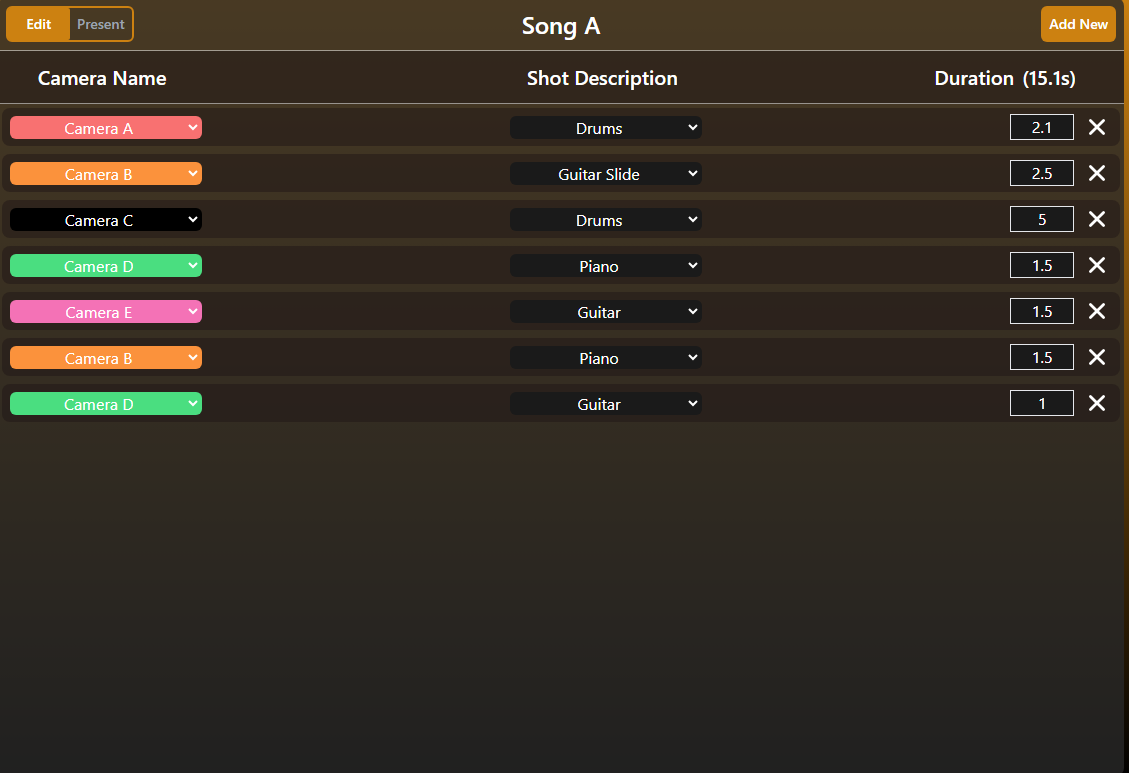 Edit Present Song A Add New
Camera Name Shot Description Duration (15.1s)
Camera A Drums 2.1
Camera B Guitar Slide 2.5
Camera C Drums 5
Camera D Piano 1.5
Camera E Guitar 1.5
Camera B Piano 1.5
Camera D Guitar 1